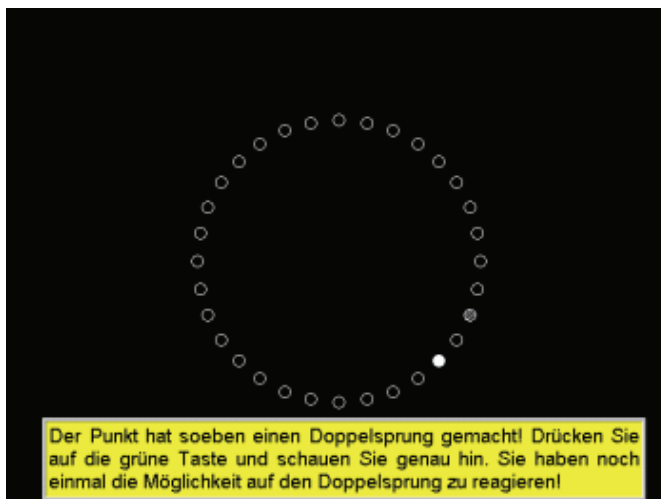 Der Punkt hat soeben einen Doppelsprung gemacht! Drücken Sie
auf die grüne Taste und schauen Sie genau hin. Sie haben noch
einmal die Möglichkeit auf den Doppelsprung zu reagieren!